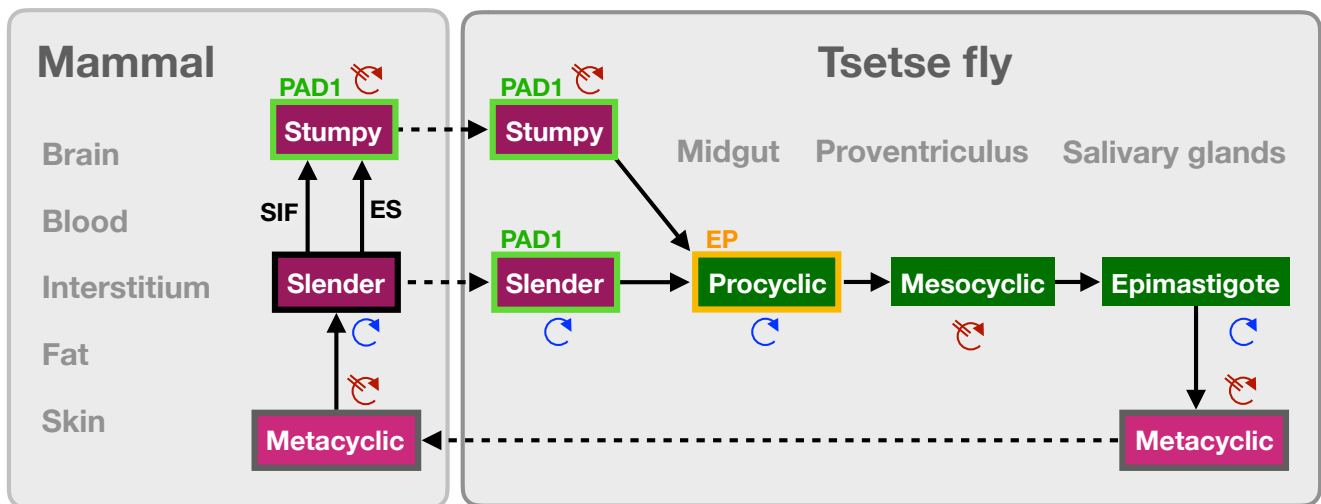 Mammal
Brain
Blood
Interstitium
Fat
Skin
PAD1
Stumpy
SIF
ES
Slender
Metacyclic
Tsetse fly
PAD1
Stumpy
Midgut
Proventriculus
Salivary glands
PAD1
Slender
EP
Procyclic
Mesocyclic
Epimastigote
Metacyclic